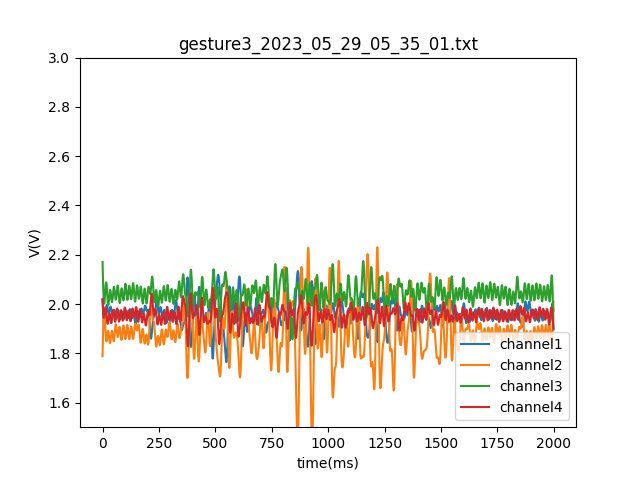 gesture3_2023_05_29_05_35_01.txt
3.0
2.8
2.6
2.4
2.2
2.0
1.8
1.6
V(V)
channel1
channel2
channel3
channel4
0 250 500 750 1000 1250 1500 1750 2000
time(ms)